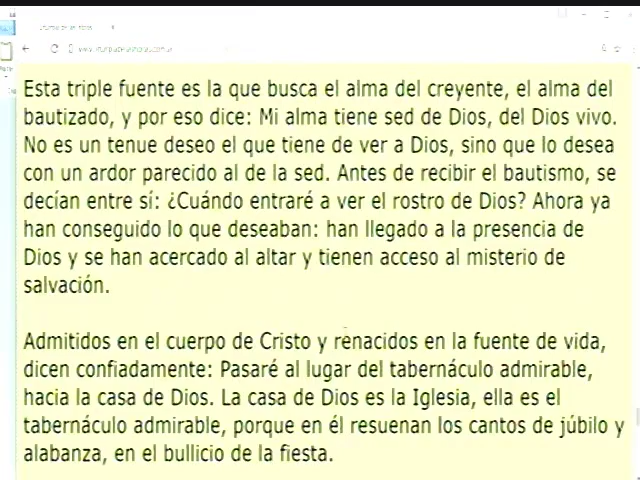 Esta triple fuente es la que busca el alma del creyente, el alma del
bautizado, y por eso dice: Mi alma tiene sed de Dios, del Dios vivo.
No es un tenue deseo el que tiene de ver a Dios, sino que lo desea
con un ardor parecido al de la sed. Antes de recibir el bautismo, se
decían entre sí: ¿Cuándo entraré a ver el rostro de Dios? Ahora ya
han conseguido lo que deseaban: han llegado a la presencia de
Dios y se han acercado al altar y tienen acceso al misterio de
salvación.
Admitidos en el cuerpo de Cristo y renacidos en la fuente de vida,
dicen confiadamente: Pasaré al lugar del tabernáculo admirable,
hacia la casa de Dios. La casa de Dios es la Iglesia, ella es el
tabernáculo admirable, porque en él resuenan los cantos de júbilo y
alabanza, en el bullicio de la fiesta.